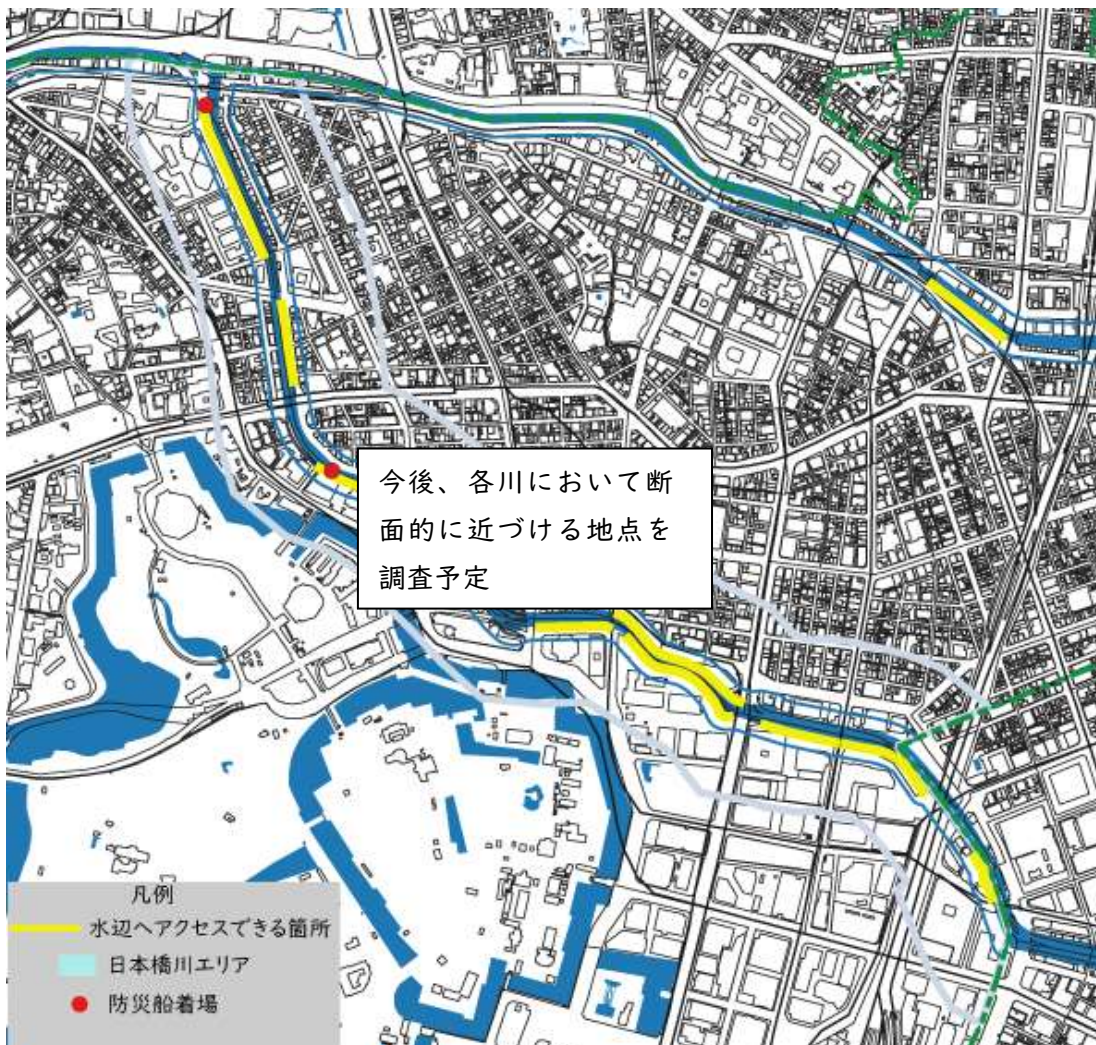 今後、各川において断
面的に近づける地点を
調査予定
凡例
水辺へアクセスできる箇所
日本橋川エリア
防災船着場